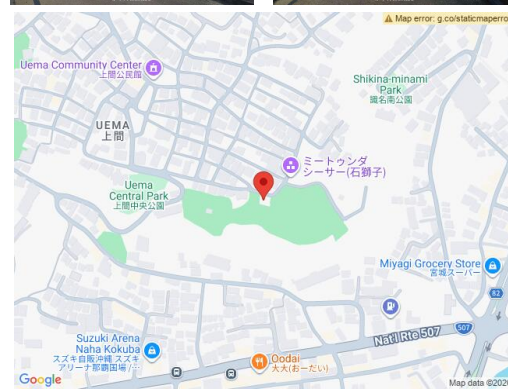 Map error: g.co/staticmaperro
Uema Community Center
上間公民館
Shikina-minami
Park
識名南公園
UEMA
上間
ミートゥンダ
シーサー(石獅子)
Uema
Central Park
上間中央公園
Miyagi Grocery Store
宮城スーパー
82
507
Nat'l Rte 507
Suzuki Arena
Naha Kokuba
スズキ自販沖縄 スズキ
アリーナ那覇国場/...
Oodai
大大(おーだい)
Google
Map data ©202